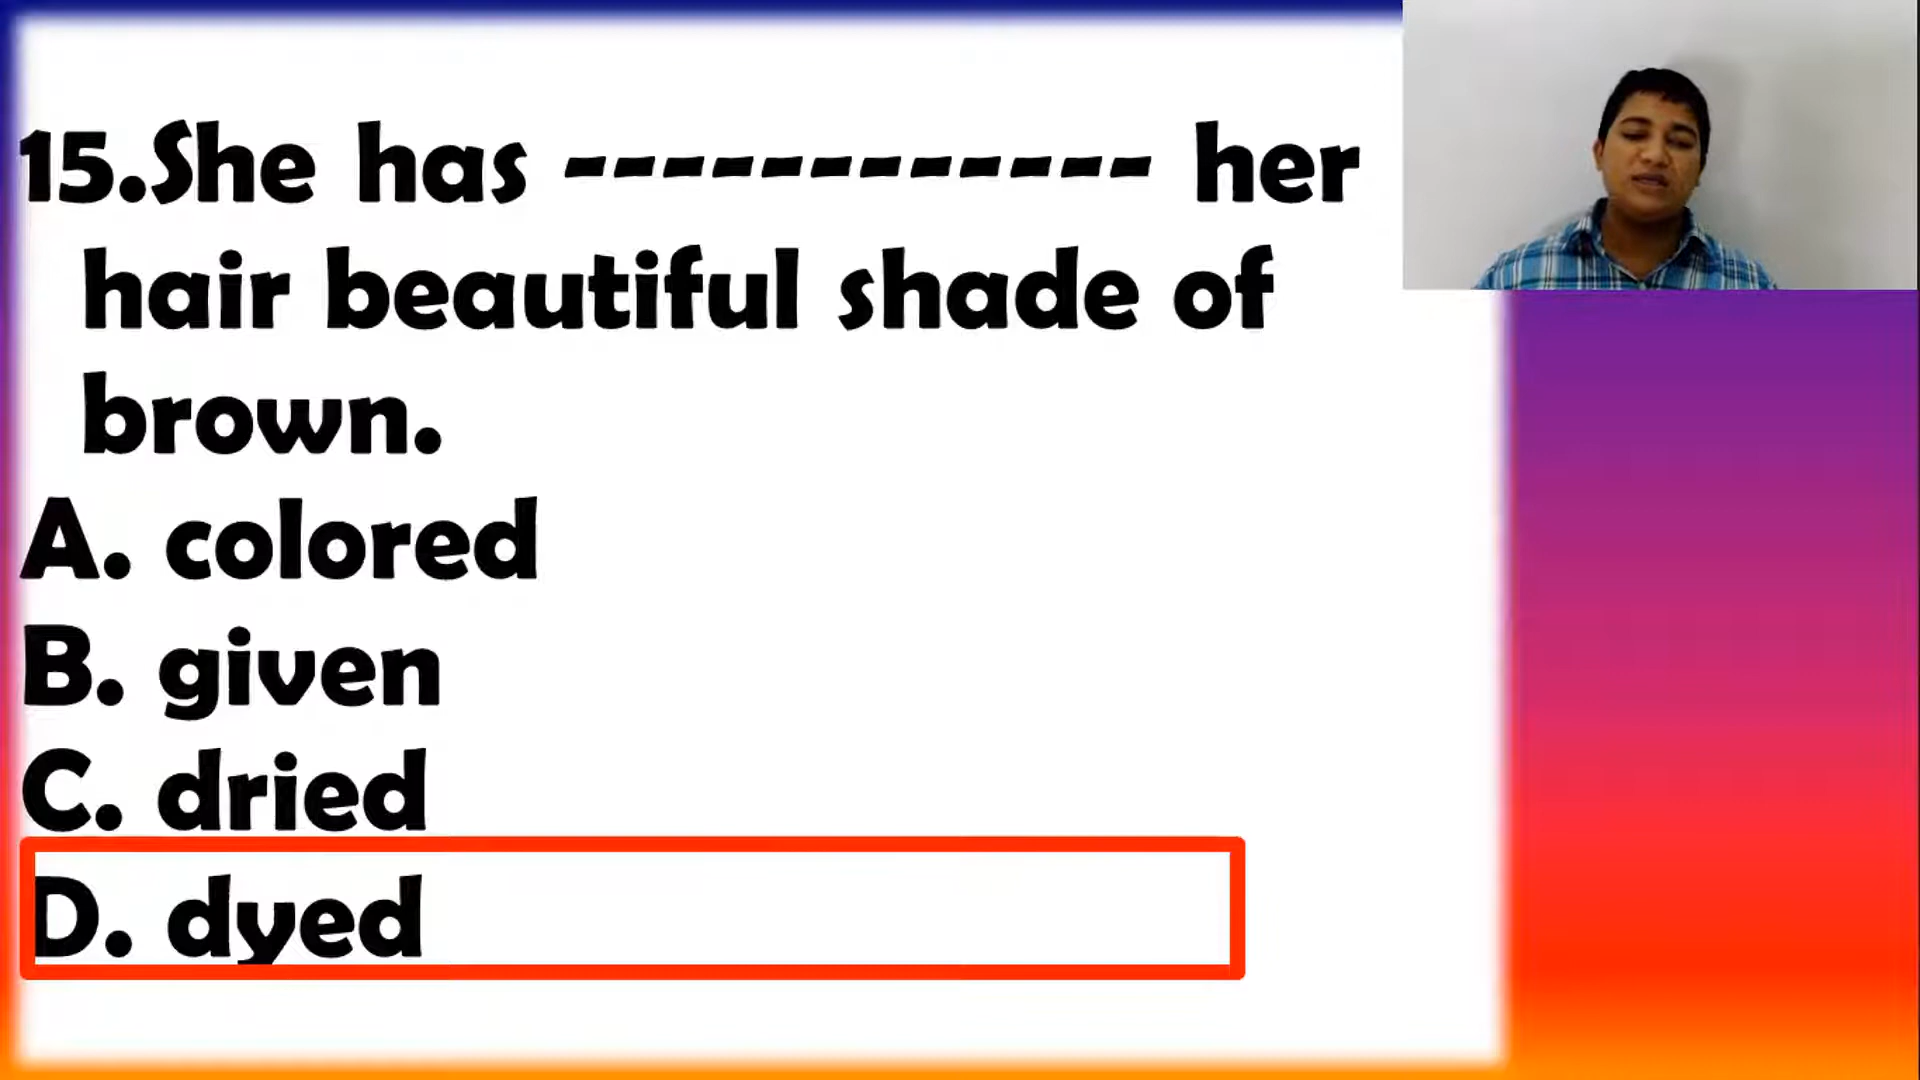 15.She has ------------- her
hair beautiful shade of
brown.
A. colored
B. given
C. dried
D. dyed